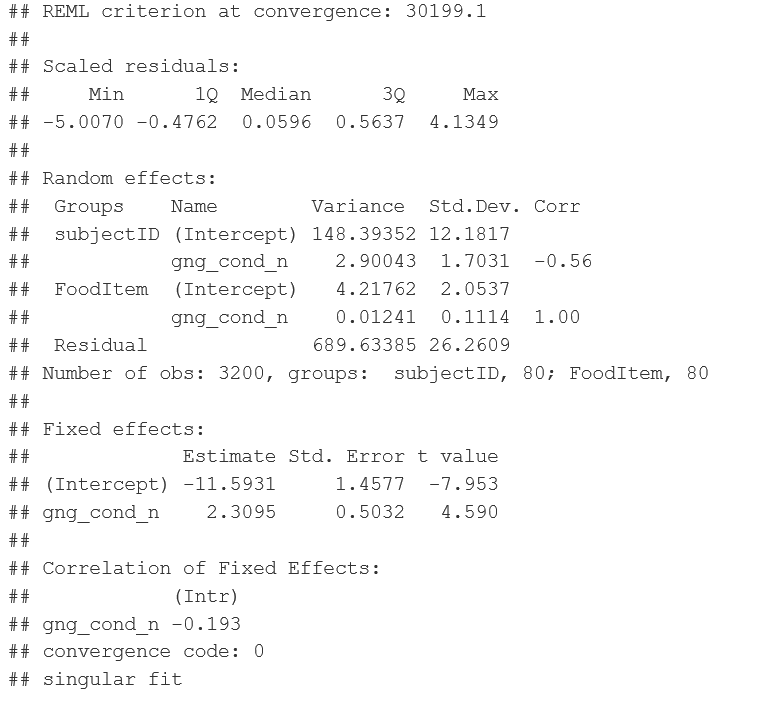 ## REML criterion at convergence: 30199.1
##
## Scaled residuals:
##     Min      1Q  Median      3Q     Max
## -5.0070 -0.4762  0.0596  0.5637  4.1349
##
## Random effects:
##  Groups    Name        Variance  Std.Dev. Corr
##  subjectID (Intercept) 148.39352 12.1817
##            gng_cond_n    2.90043  1.7031  -0.56
##  FoodItem  (Intercept)   4.21762  2.0537
##            gng_cond_n    0.01241  0.1114  1.00
##  Residual              689.63385 26.2609
## Number of obs: 3200, groups:  subjectID, 80; FoodItem, 80
##
## Fixed effects:
##             Estimate Std. Error t value
## (Intercept) -11.5931     1.4577  -7.953
## gng_cond_n    2.3095     0.5032   4.590
##
## Correlation of Fixed Effects:
##            (Intr)
## gng_cond_n -0.193
## convergence code: 0
## singular fit